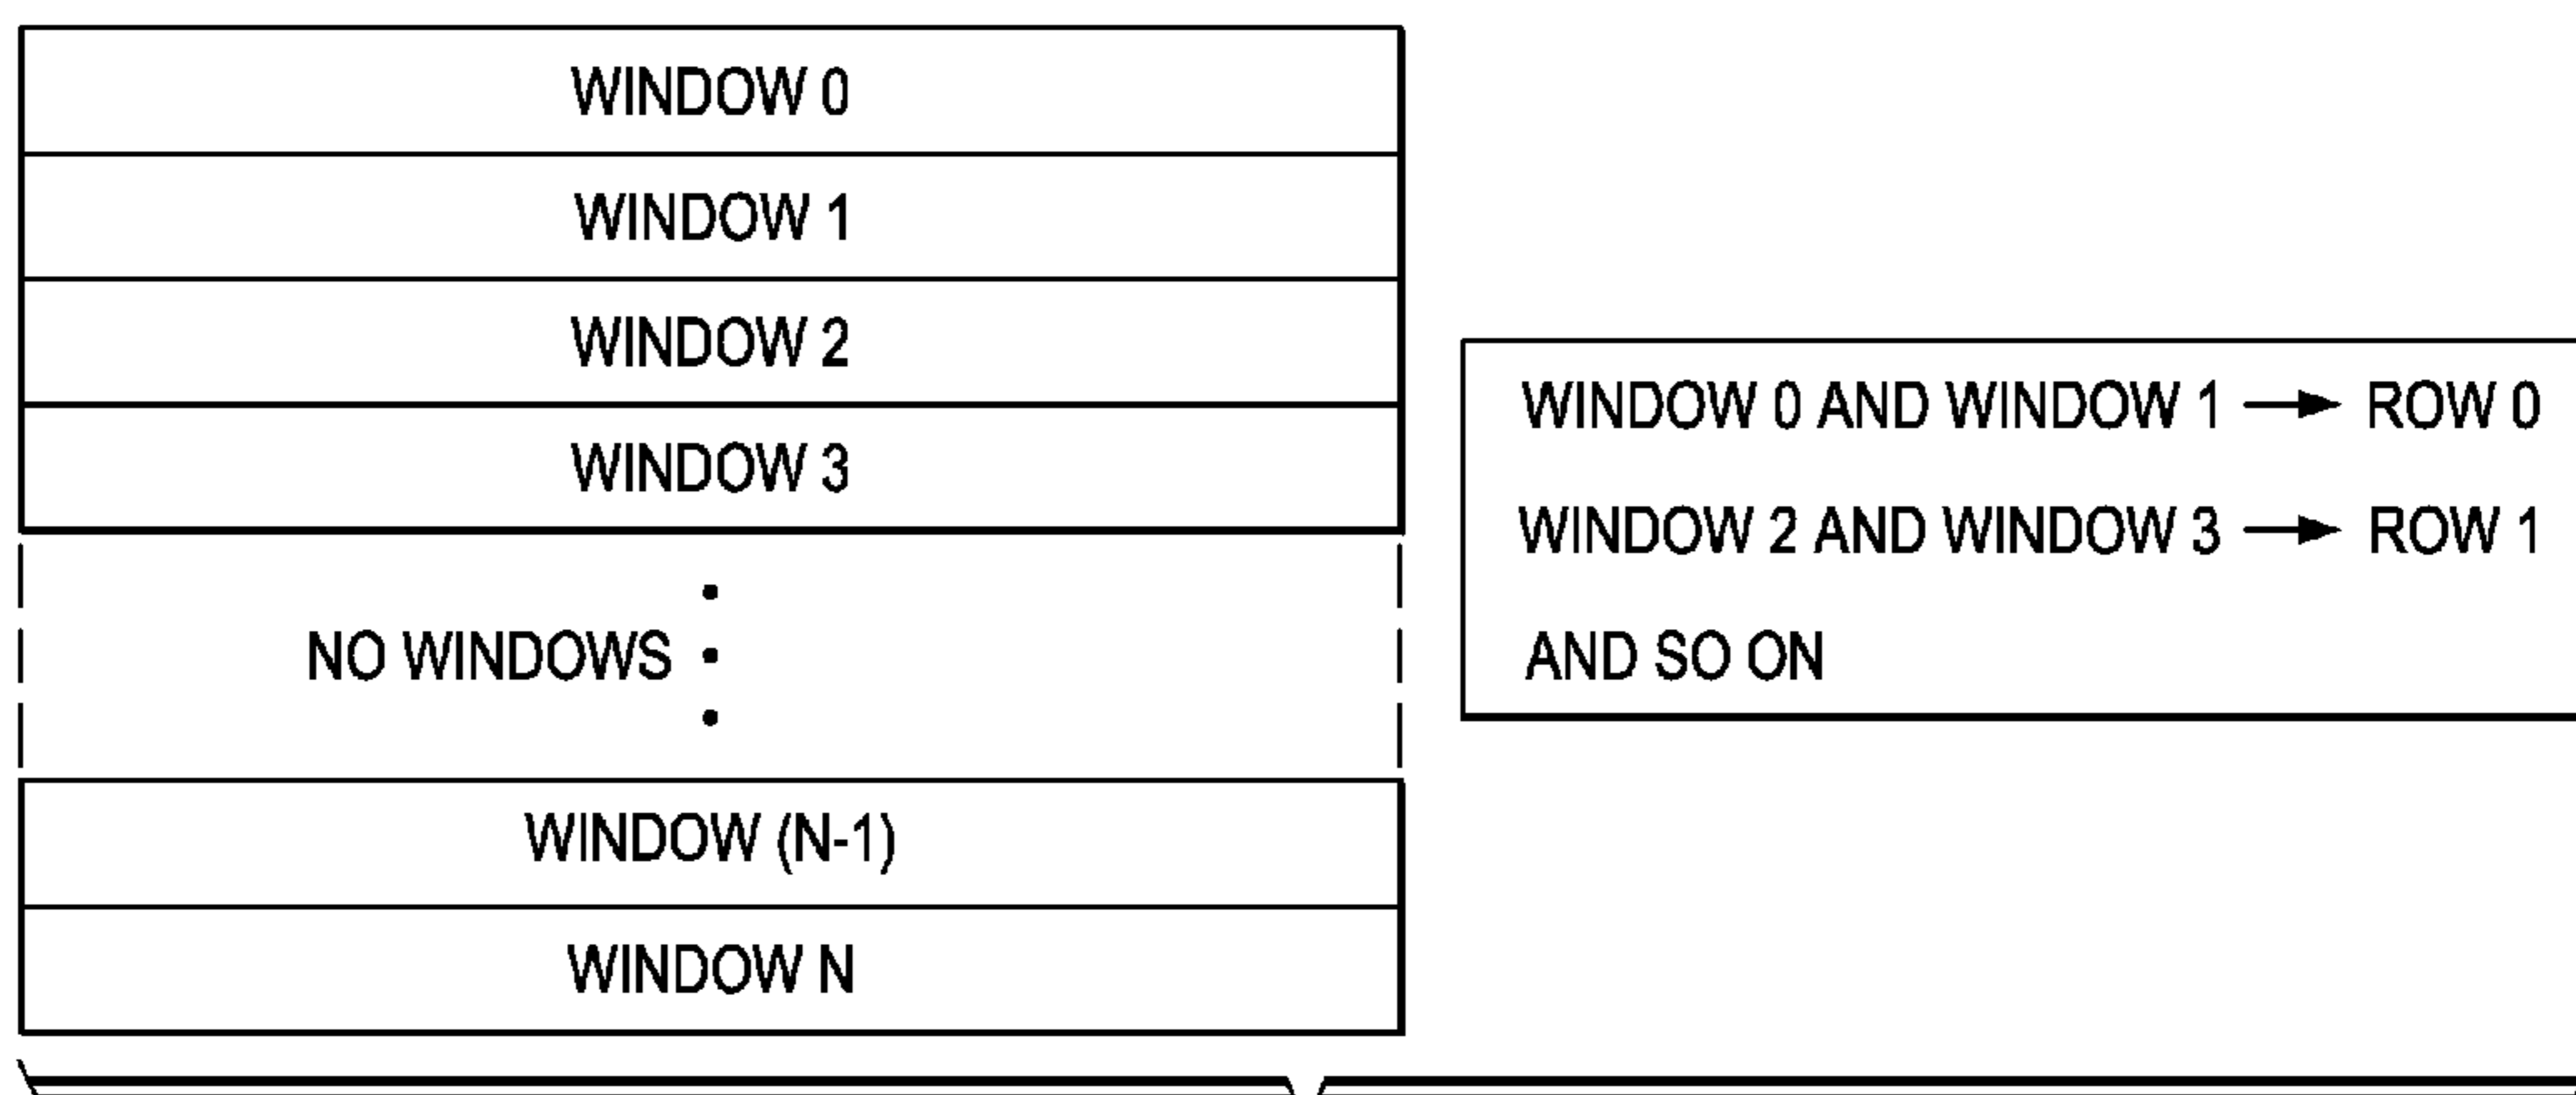 WINDOW 0
WINDOW 1
WINDOW 2
WINDOW 3
NO WINDOWS
WINDOW (N-1)
WINDOW N
WINDOW 0 AND WINDOW 1 → ROW 0
WINDOW 2 AND WINDOW 3 → ROW 1
AND SO ON